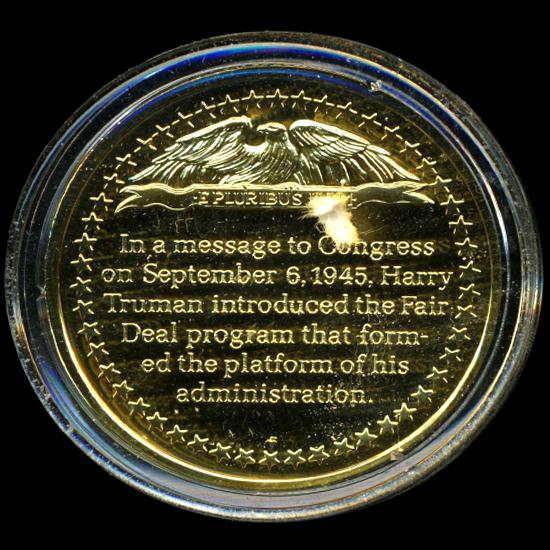 E PLURIBUS
In a message to Congress
on September 6, 1945, Harry
Truman introduced the Fair
Deal program that form-
ed the platform of his
administration.